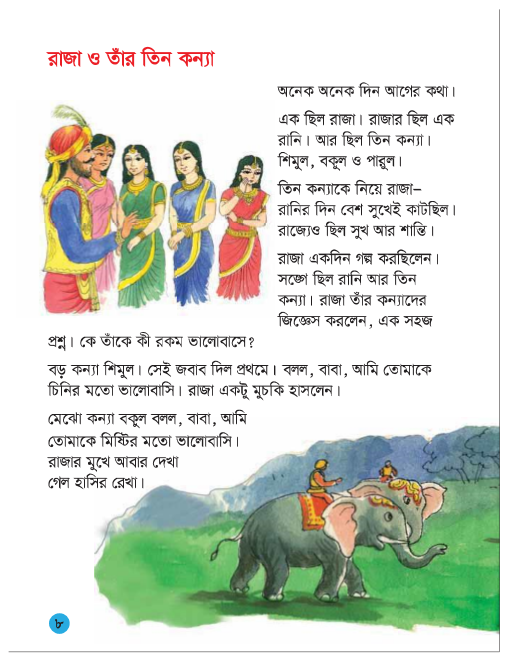 রাজা ও তাঁর তিন কন্যা
অনেক অনেক দিন আগের কথা।
এক ছিল রাজা। রাজার ছিল এক
রানি। আর ছিল তিন কন্যা।
শিমুল, বকুল ও পারুল।
তিন কন্যাকে নিয়ে রাজা–
রানির দিন বেশ সুখেই কাটছিল।
রাজ্যেও ছিল সুখ আর শান্তি।
রাজা একদিন গল্প করছিলেন।
সঙ্গে ছিল রানি আর তিন
কন্যা। রাজা তাঁর কন্যাদের
জিজ্ঞেস করলেন, এক সহজ
প্রশ্ন। কে তাঁকে কী রকম ভালোবাসে?
বড় কন্যা শিমুল। সেই জবাব দিল প্রথমে। বলল, বাবা, আমি তোমাকে
চিনির মতো ভালোবাসি। রাজা একটু মুচকি হাসলেন।
মেঝো কন্যা বকুল বলল, বাবা, আমি
তোমাকে মিষ্টির মতো ভালোবাসি।
রাজার মুখে আবার দেখা
গেল হাসির রেখা।
৮